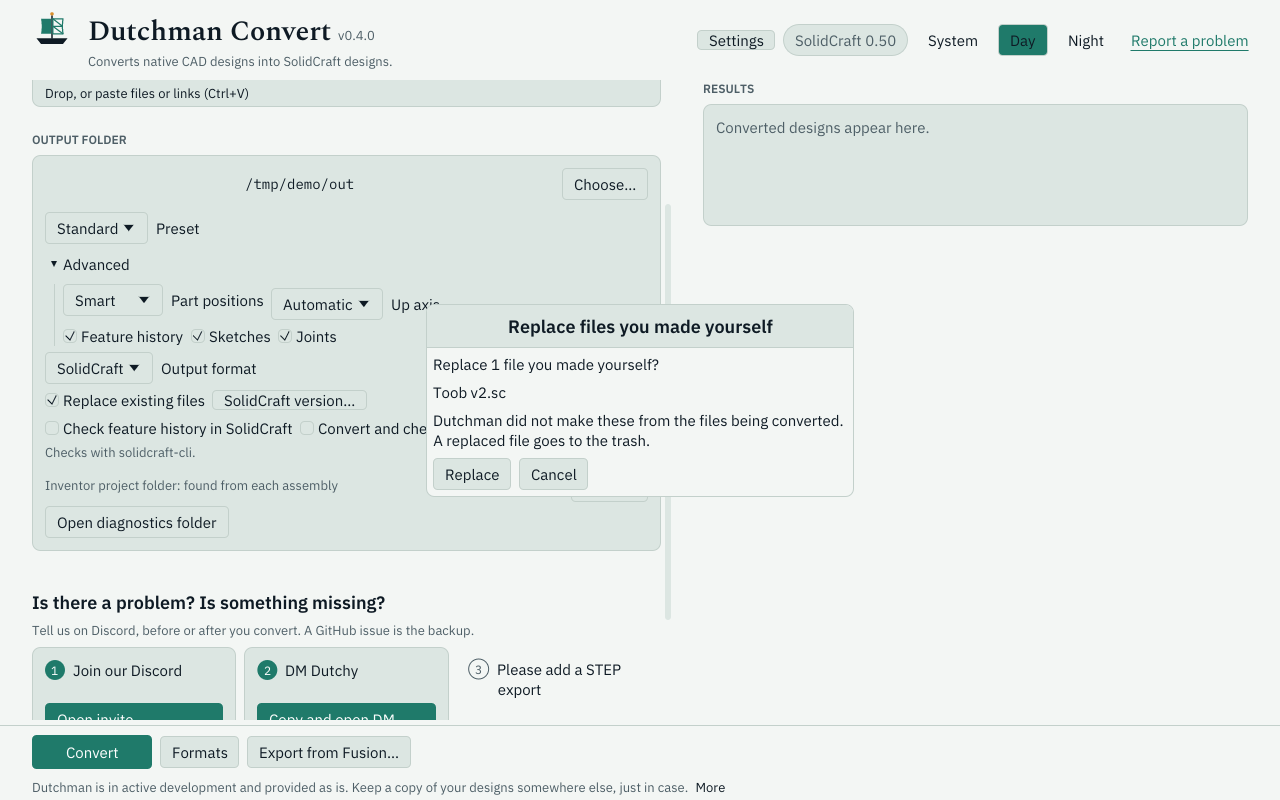 Dutchman Convert v0.4.0
Converts native CAD designs into SolidCraft designs.
Settings
SolidCraft 0.50
System
Day
Night
Report a problem
Drop, or paste files or links (Ctrl+V)
OUTPUT FOLDER
/tmp/demo/out
Choose...
Standard
Preset
Advanced
Smart
Part positions
Automatic
Up axis
Feature history
Sketches
Joints
SolidCraft
Output format
Replace existing files
SolidCraft version...
Check feature history in SolidCraft
Convert and che
Checks with solidcraft-cli.
Inventor project folder: found from each assembly
Open diagnostics folder
RESULTS
Converted designs appear here.
Replace files you made yourself
Replace 1 file you made yourself?
Toob v2.sc
Dutchman did not make these from the files being converted.
A replaced file goes to the trash.
Replace
Cancel
Is there a problem? Is something missing?
Tell us on Discord, before or after you convert. A GitHub issue is the backup.
1 Join our Discord
Open invite
2 DM Dutchy
Copy and open DM
3 Please add a STEP
export
Convert
Formats
Export from Fusion...
Dutchman is in active development and provided as is. Keep a copy of your designs somewhere else, just in case. More